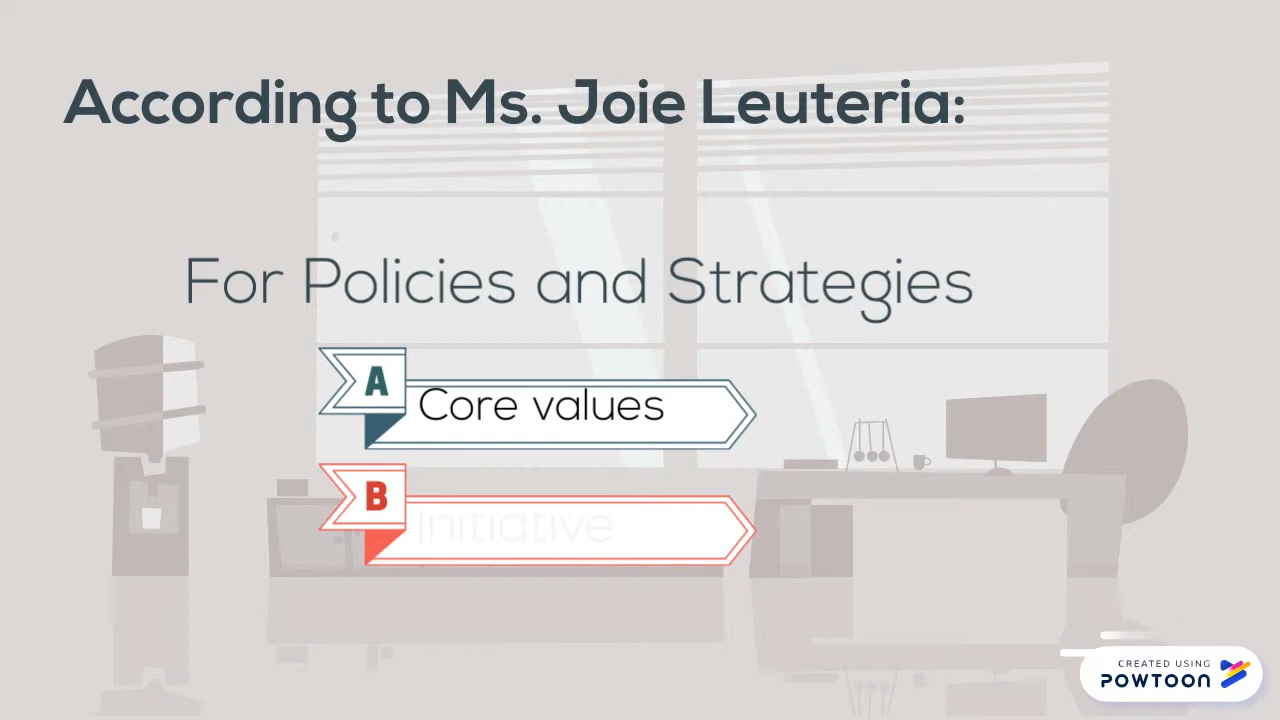 According to Ms. Joie Leuteria:
For Policies and Strategies
A
Core values
B
Initiative
CREATED USING
POWTOON